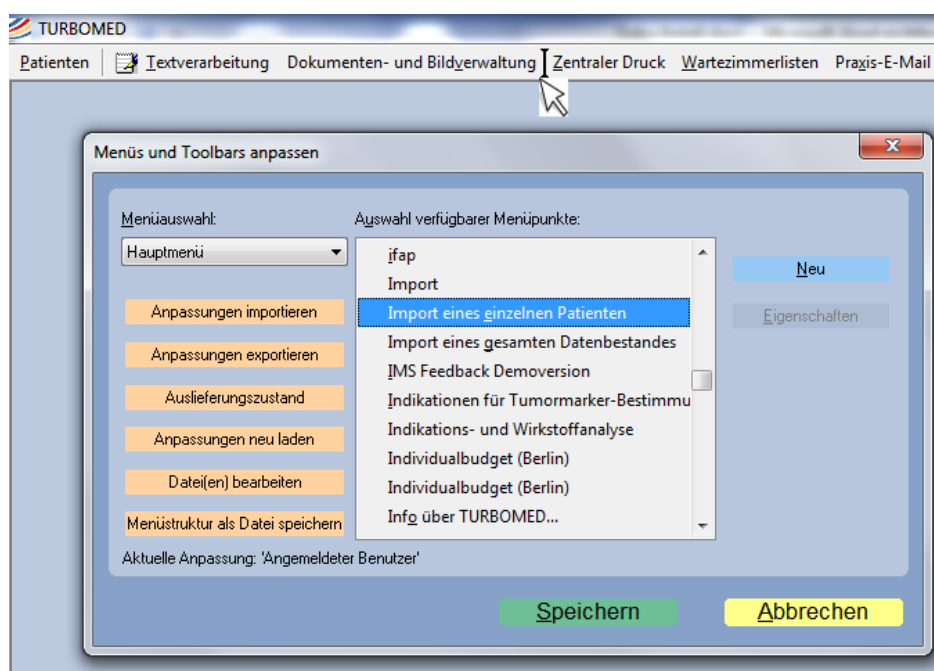 TURBOMED
Patienten Textverarbeitung Dokumenten- und Bildverwaltung Zentraler Druck Wartezimmerlisten Praxis-E-Mail
Menüs und Toolbars anpassen
Menüauswahl:
Hauptmenü
Anpassungen importieren
Anpassungen exportieren
Auslieferungszustand
Anpassungen neu laden
Datei(en) bearbeiten
Menüstruktur als Datei speichern
Auswahl verfügbarer Menüpunkte:
ifap
Import
Import eines einzelnen Patienten
Import eines gesamten Datenbestandes
IMS Feedback Demoversion
Indikationen für Tumormarker-Bestimmu
Indikations- und Wirkstoffanalyse
Individualbudget (Berlin)
Individualbudget (Berlin)
Info über TURBOMED...
Neu
Eigenschaften
Aktuelle Anpassung: 'Angemeldeter Benutzer'
Speichern
Abbrechen